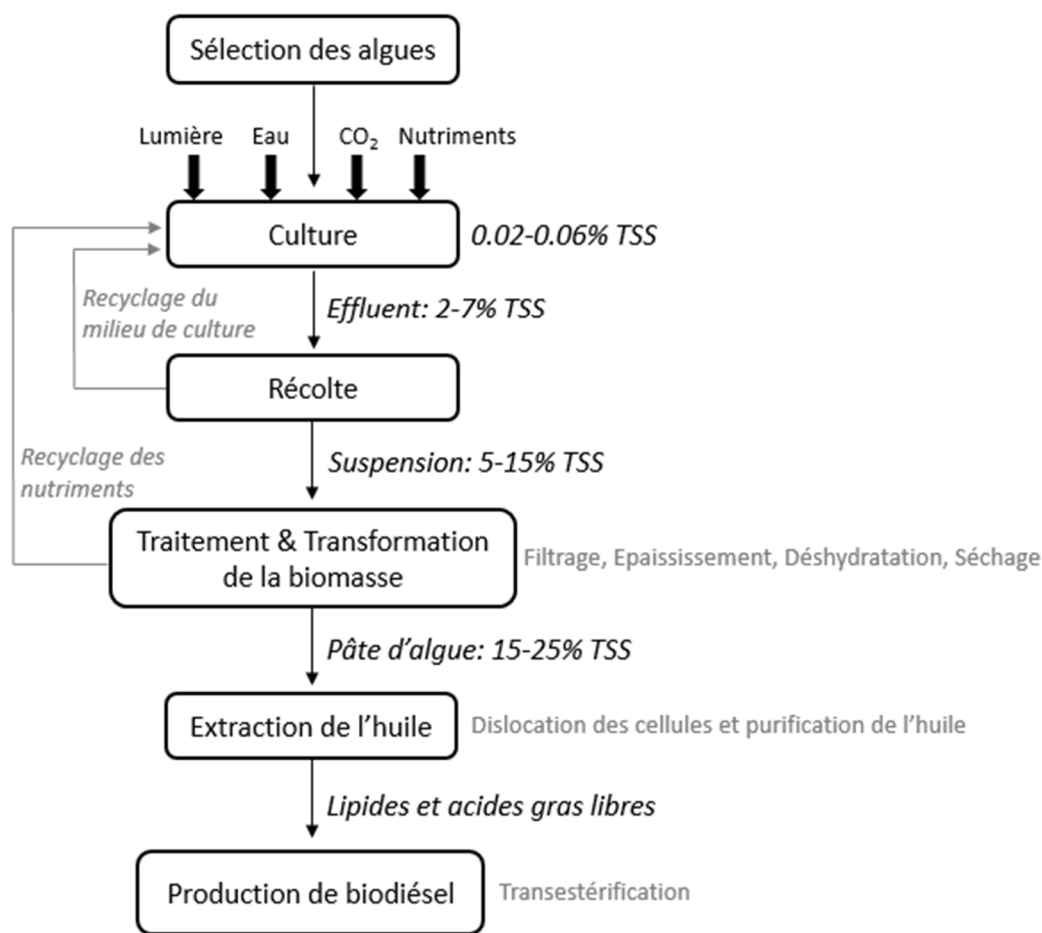 Sélection des algues
Lumière
Eau
CO₂
Nutriments
Culture
0.02-0.06% TSS
Recyclage du
milieu de culture
Effluent: 2-7% TSS
Récolte
Recyclage des
nutriments
Suspension: 5-15% TSS
Traitement & Transformation
de la biomasse
Filtrage, Epaississement, Déshydratation, Séchage
Pâte d'algue: 15-25% TSS
Extraction de l'huile
Dislocation des cellules et purification de l'huile
Lipides et acides gras libres
Production de biodiésel
Transestérification